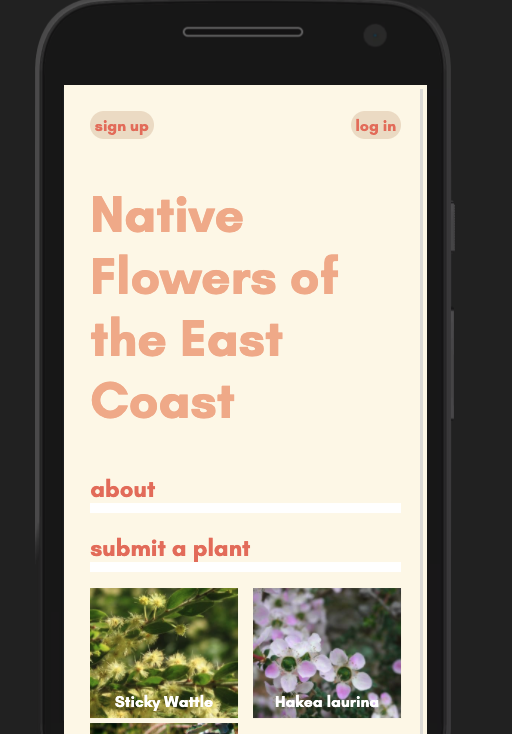 sign up
log in
Native
Flowers of
the East
Coast
about
submit a plant
Sticky Wattle
Hakea laurina